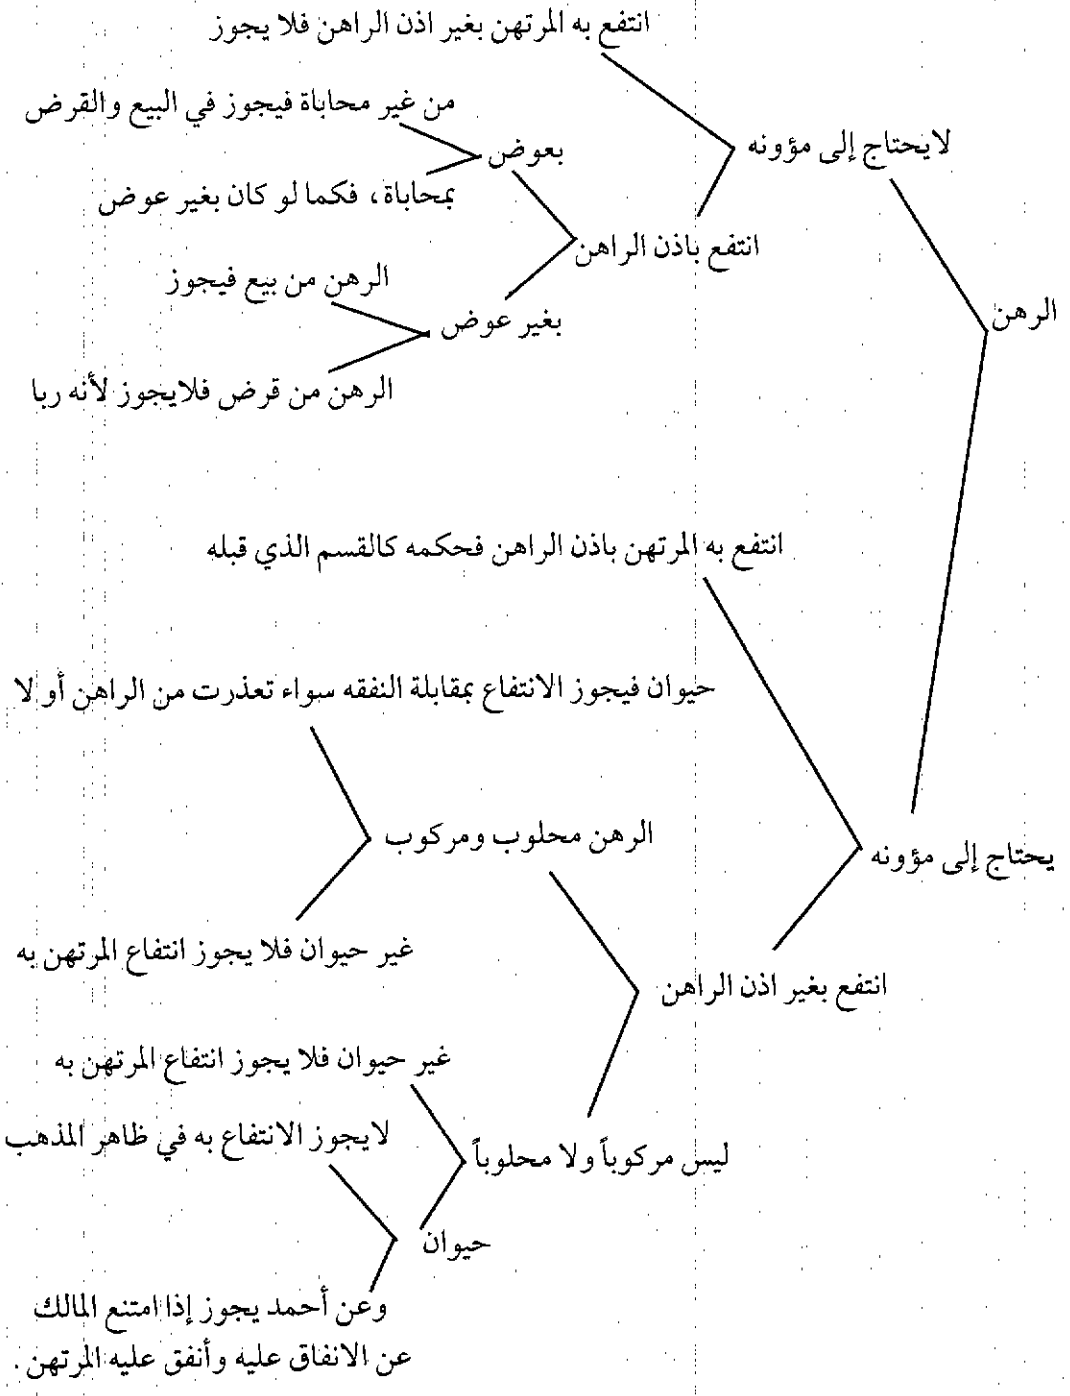 انتفع به المرتهن بغير اذن الراهن فلا يجوز
من غير محاباة فيجوز في البيع والقرض
لايحتاج إلى مؤونه
بعوض
بمحاباة، فكما لو كان بغير عوض
انتفع باذن الراهن
الرهن من بيع فيجوز
الرهن
بغير عوض
الرهن من قرض فلايجوز لأنه ربا
انتفع به المرتهن باذن الراهن فحكمه كالقسم الذي قبله
حيوان فيجوز الانتفاع بمقابلة النفقه سواء تعذرت من الراهن أو لا
الرهن محلوب ومركوب
يحتاج إلى مؤونه
غير حيوان فلا يجوز انتفاع المرتهن به
انتفع بغير اذن الراهن
غير حيوان فلا يجوز انتفاع المرتهن به
لايجوز الانتفاع به في ظاهر المذهب
ليس مركوباً ولا محلوباً
حيوان
وعن أحمد يجوز إذا امتنع المالك
عن الانفاق عليه وأنفق عليه المرتهن.